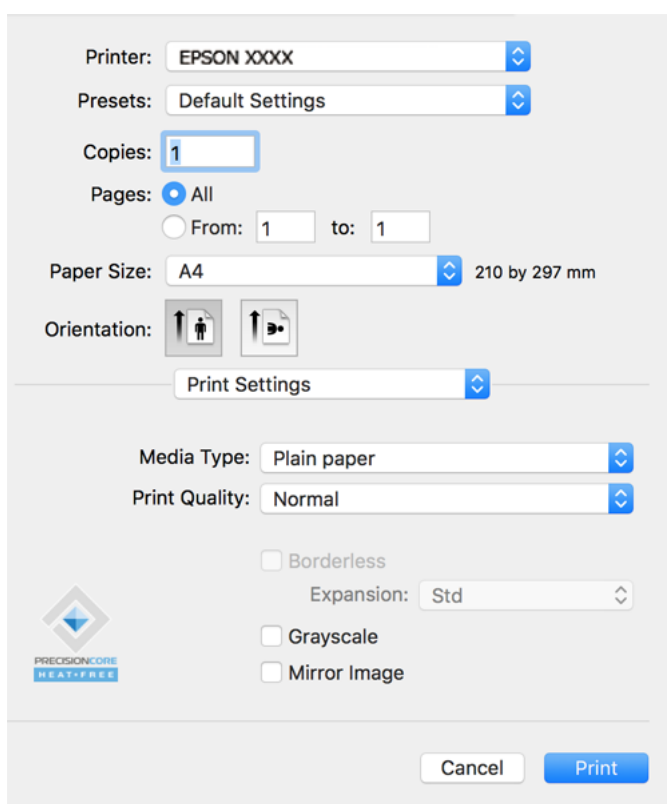 Printer: EPSON XXXX
Presets: Default Settings
Copies: 1
Pages: All
From: 1 to: 1
Paper Size: A4 210 by 297 mm
Orientation:
Print Settings
Media Type: Plain paper
Print Quality: Normal
Borderless
Expansion: Std
Grayscale
Mirror Image
PRECISIONCORE
HEAT-FREE
Cancel Print